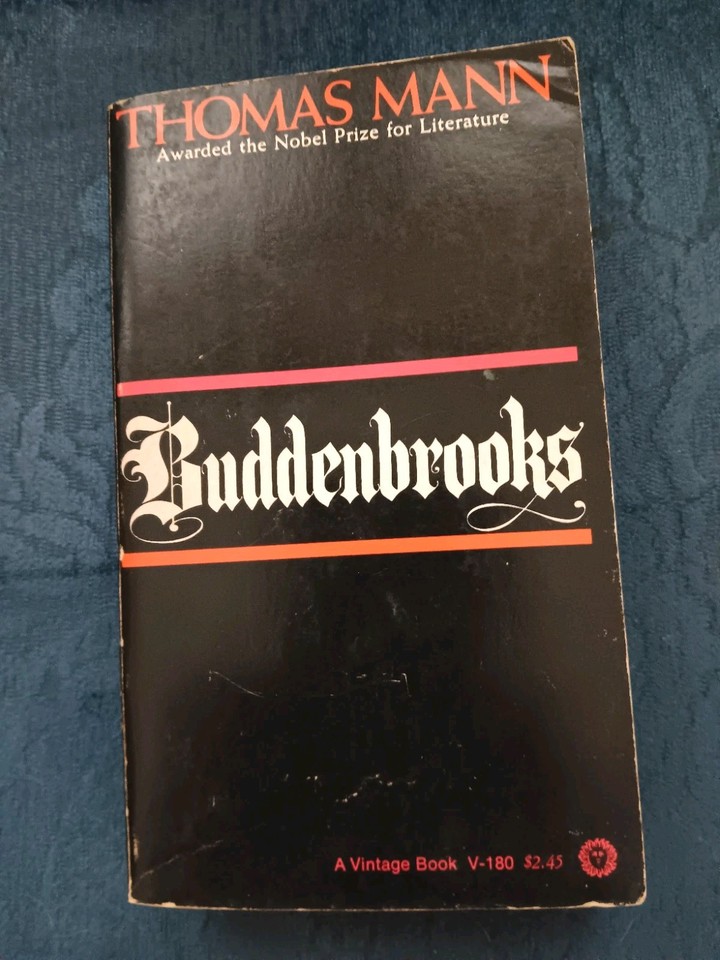 THOMAS MANN
Awarded the Nobel Prize for Literature
Buddenbrooks
A Vintage Book V-180 $2.45